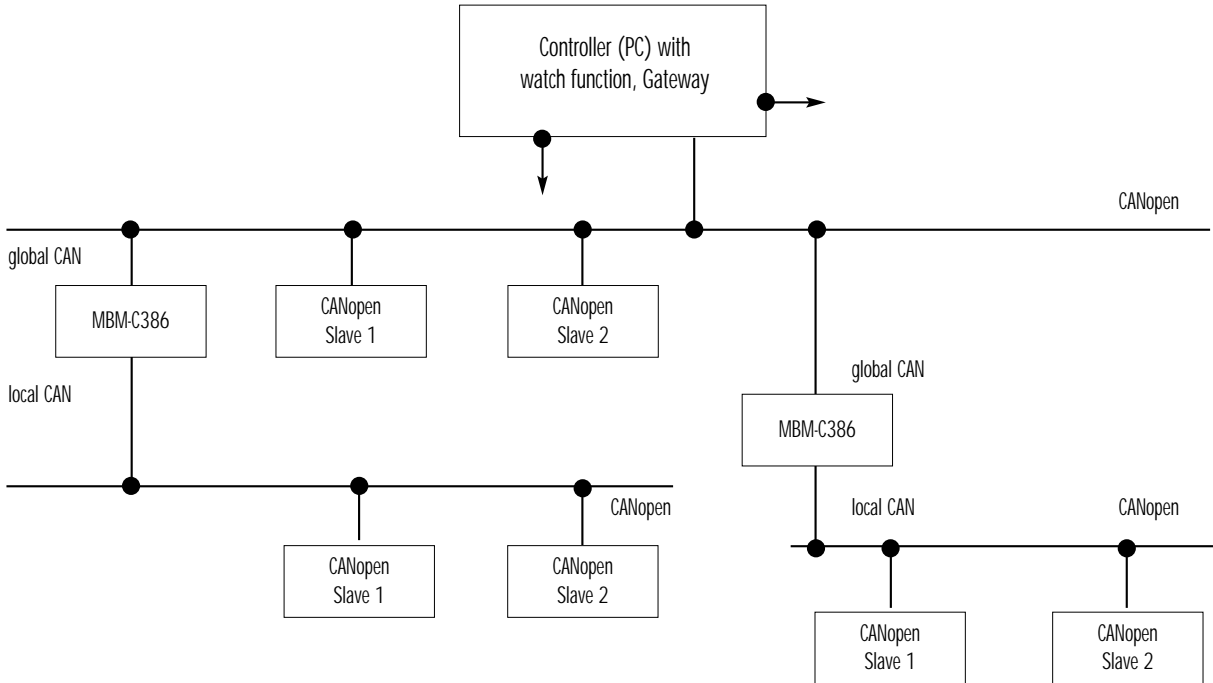 Controller (PC) with
watch function, Gateway
CANopen
global CAN
MBM-C386
CANopen
Slave 1
CANopen
Slave 2
local CAN
global CAN
MBM-C386
CANopen
local CAN
CANopen
CANopen
Slave 1
CANopen
Slave 2
CANopen
Slave 1
CANopen
Slave 2